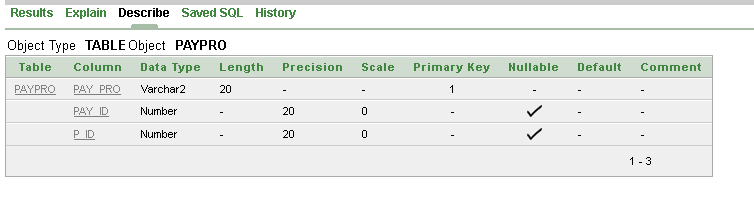 Results Explain Describe Saved SQL History
Object Type TABLE Object PAYPRO
Table Column Data Type Length Precision Scale Primary Key Nullable Default Comment
PAYPRO PAY_PRO Varchar2 20 - - 1 - - -
PAY_ID Number - 20 0 - ✓ - -
P_ID Number - 20 0 - ✓ - -
1 - 3